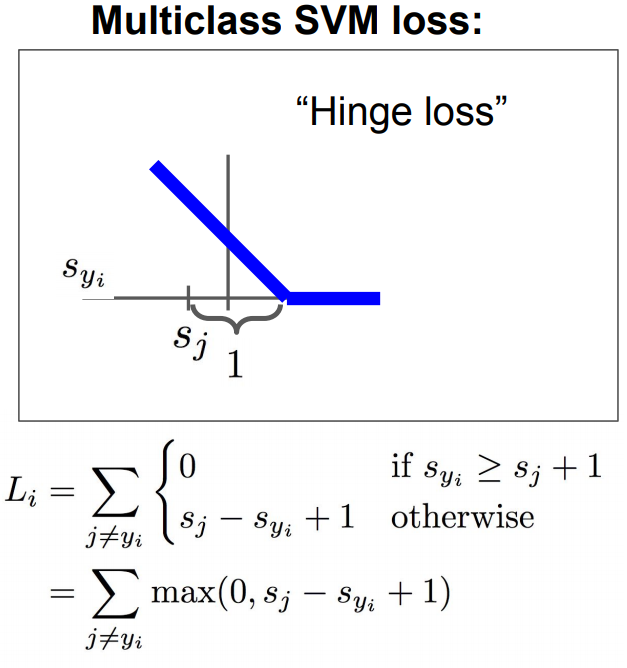 Multiclass SVM loss:
“Hinge loss”
s_{y_i}
s_j
1
L_i = \sum_{j \neq y_i} \begin{cases} 0 & \text{if } s_{y_i} \geq s_j + 1 \\ s_j - s_{y_i} + 1 & \text{otherwise} \end{cases}
= \sum_{j \neq y_i} \max(0, s_j - s_{y_i} + 1)